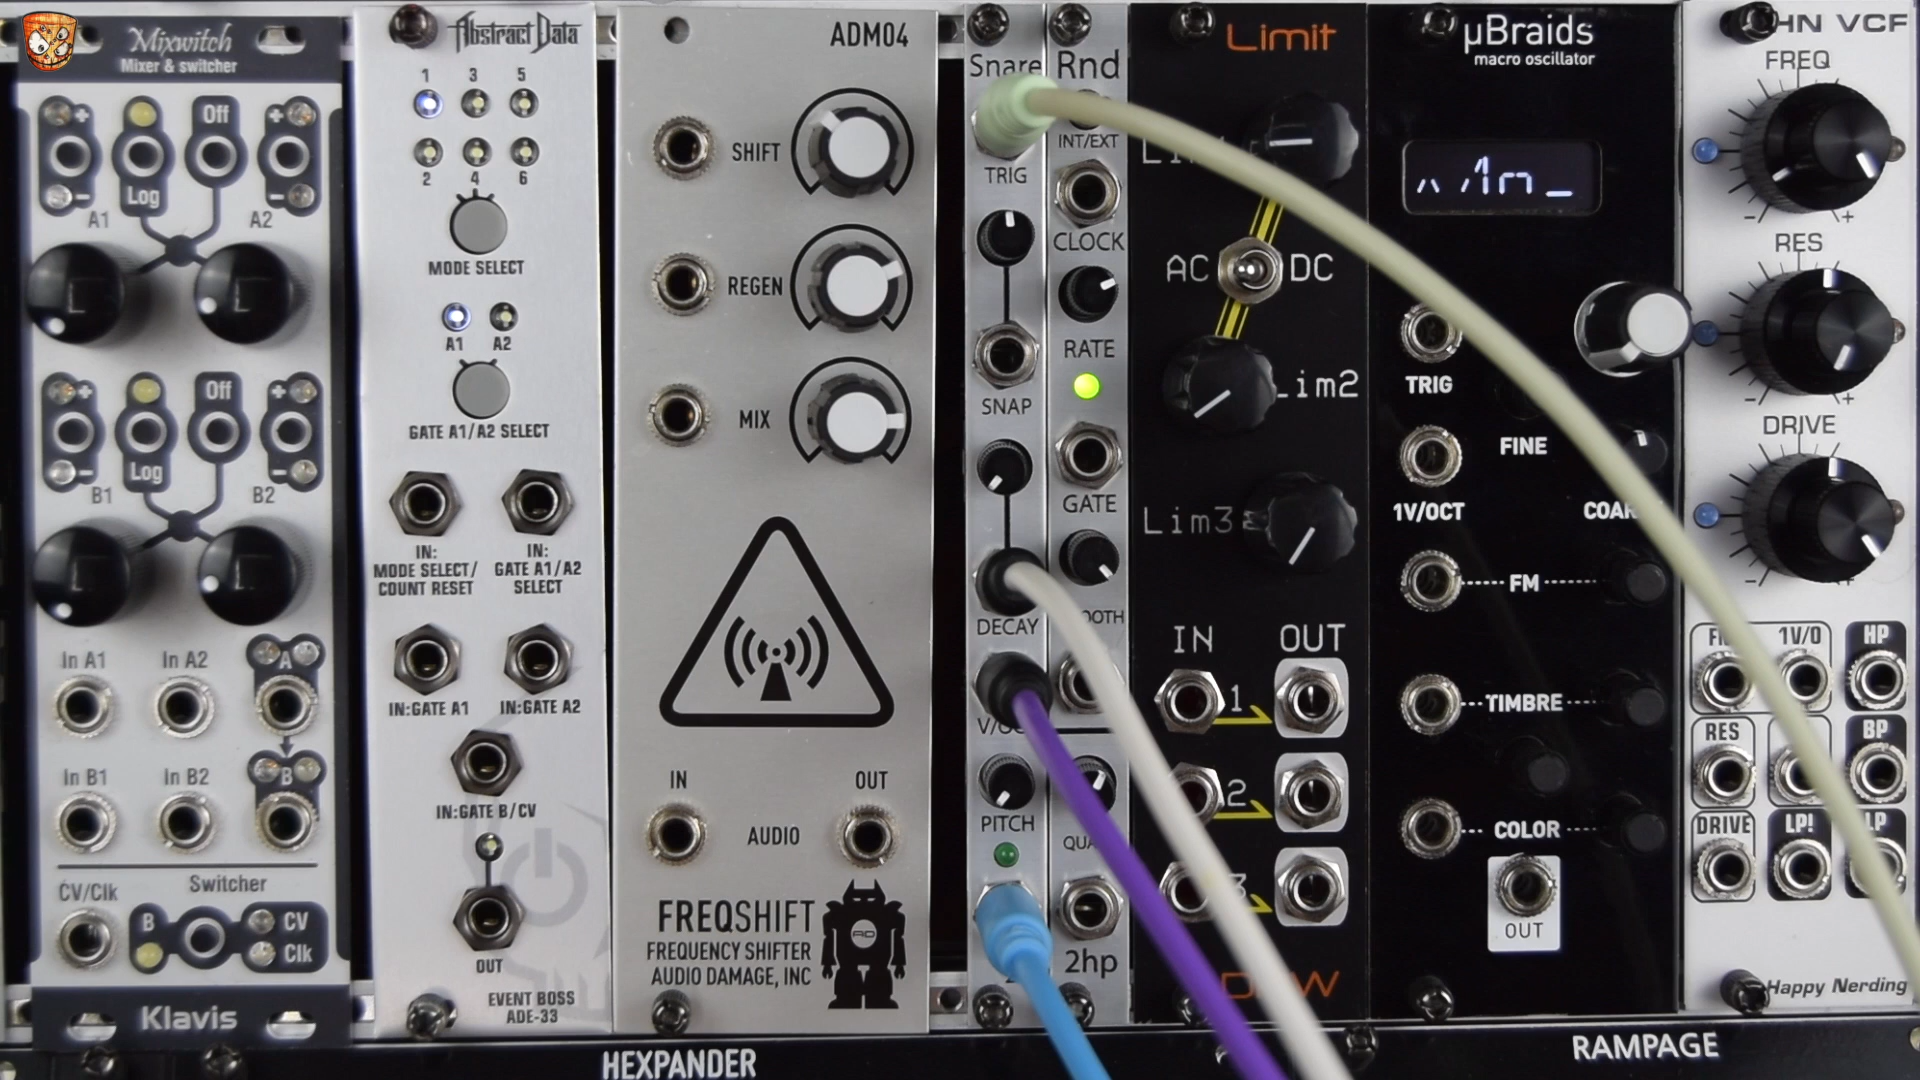 Mixwitch
Mixer & switcher
+
Off
+
-
Log
-
A1
A2
+
Off
+
-
Log
-
B1
B2
In A1
In A2
A
In B1
In B2
B
CV/Clk
Switcher
B
CV
Clk
Klavis
Abstract Data
1 3 5
2 4 6
MODE SELECT
A1 A2
GATE A1/A2 SELECT
IN:
MODE SELECT/
COUNT RESET
IN:
GATE A1/A2
SELECT
IN:GATE A1
IN:GATE A2
IN:GATE B/CV
OUT
EVENT BOSS
ADE-33
ADM04
SHIFT
REGEN
MIX
IN
OUT
AUDIO
AD
FREQSHIFT
FREQUENCY SHIFTER
AUDIO DAMAGE, INC
Snare
TRIG
SNAP
DECAY
PITCH
Rnd
INT/EXT
CLOCK
RATE
GATE
2hp
Limit
AC
DC
Lim2
Lim3
IN
OUT
1
2
3
µBraids
macro oscillator
TRIG
FINE
1V/OCT
FM
TIMBRE
COLOR
OUT
HN VCF
FREQ
- +
RES
- +
DRIVE
- +
1V/O
HP
RES
BP
DRIVE
LP!
LP
Happy Nerding
HEXPANDER
RAMPAGE